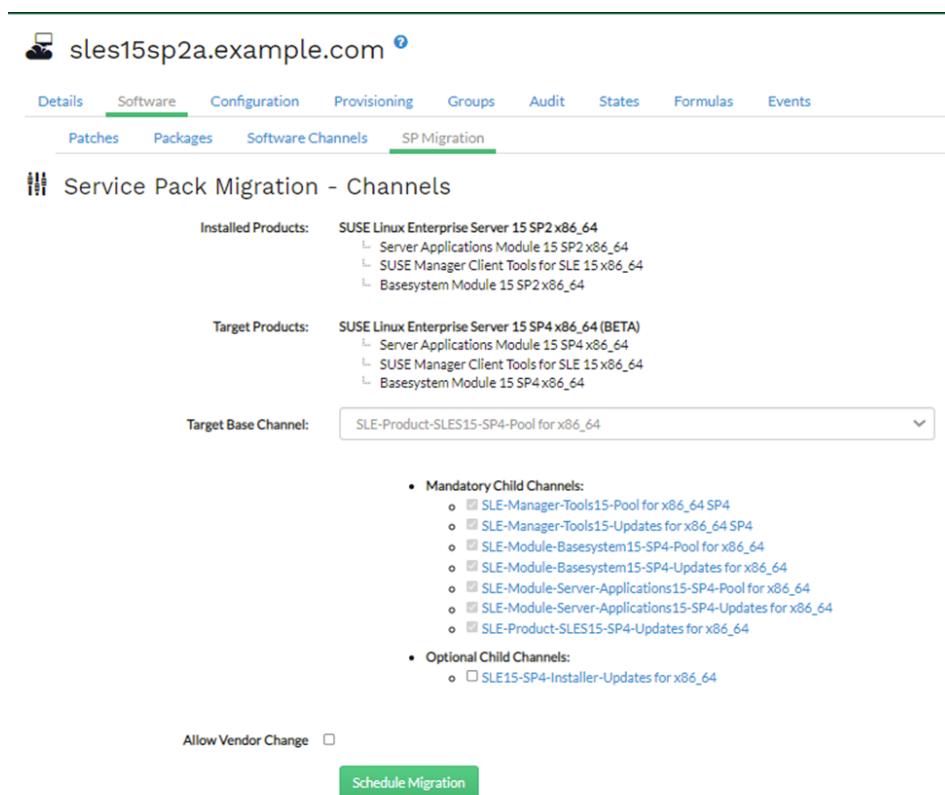 sles15sp2a.example.com ?
Details Software Configuration Provisioning Groups Audit States Formulas Events
Patches Packages Software Channels SP Migration
Service Pack Migration - Channels
Installed Products: SUSE Linux Enterprise Server 15 SP2 x86_64
Server Applications Module 15 SP2 x86_64
SUSE Manager Client Tools for SLE 15 x86_64
Basesystem Module 15 SP2 x86_64
Target Products: SUSE Linux Enterprise Server 15 SP4 x86_64 (BETA)
Server Applications Module 15 SP4 x86_64
SUSE Manager Client Tools for SLE 15 x86_64
Basesystem Module 15 SP4 x86_64
Target Base Channel: SLE-Product-SLES15-SP4-Pool for x86_64
Mandatory Child Channels:
SLE-Manager-Tools15-Pool for x86_64 SP4
SLE-Manager-Tools15-Updates for x86_64 SP4
SLE-Module-Basesystem15-SP4-Pool for x86_64
SLE-Module-Basesystem15-SP4-Updates for x86_64
SLE-Module-Server-Applications15-SP4-Pool for x86_64
SLE-Module-Server-Applications15-SP4-Updates for x86_64
SLE-Product-SLES15-SP4-Updates for x86_64
Optional Child Channels:
SLE15-SP4-Installer-Updates for x86_64
Allow Vendor Change
Schedule Migration